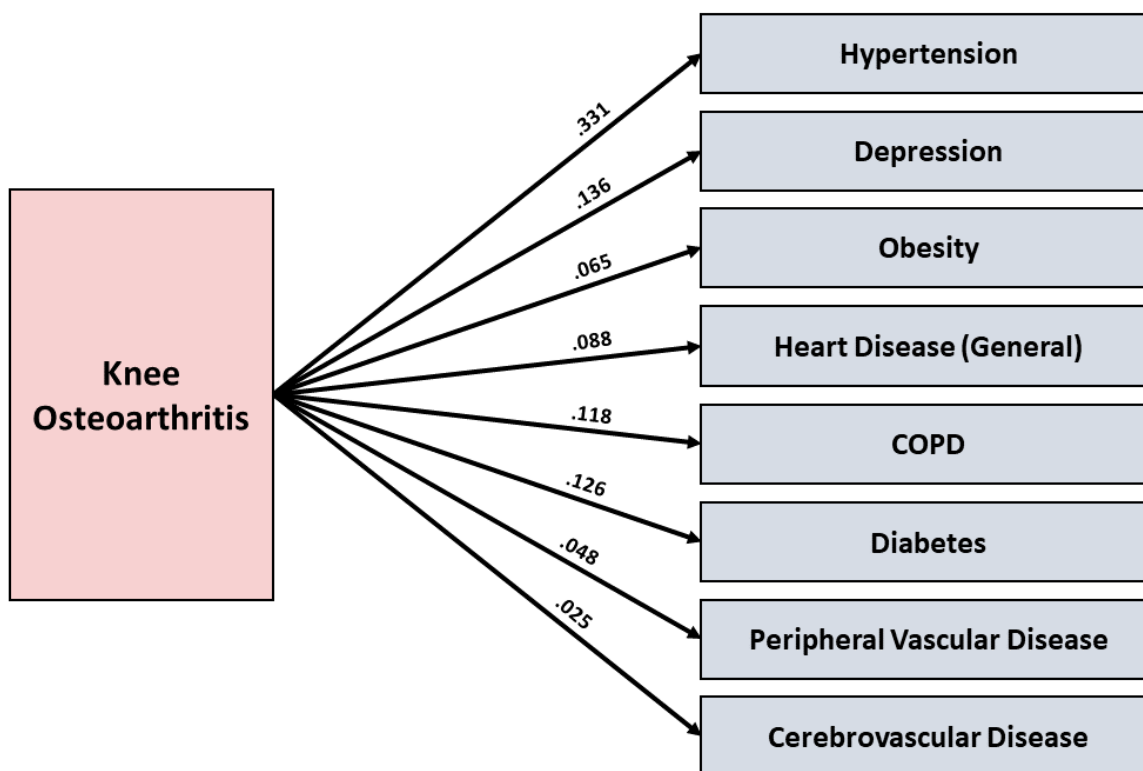 Hypertension
.331
Depression
.136
Obesity
.065
Heart Disease (General)
.088
Knee
Osteoarthritis
.118
COPD
.126
Diabetes
.048
Peripheral Vascular Disease
.025
Cerebrovascular Disease